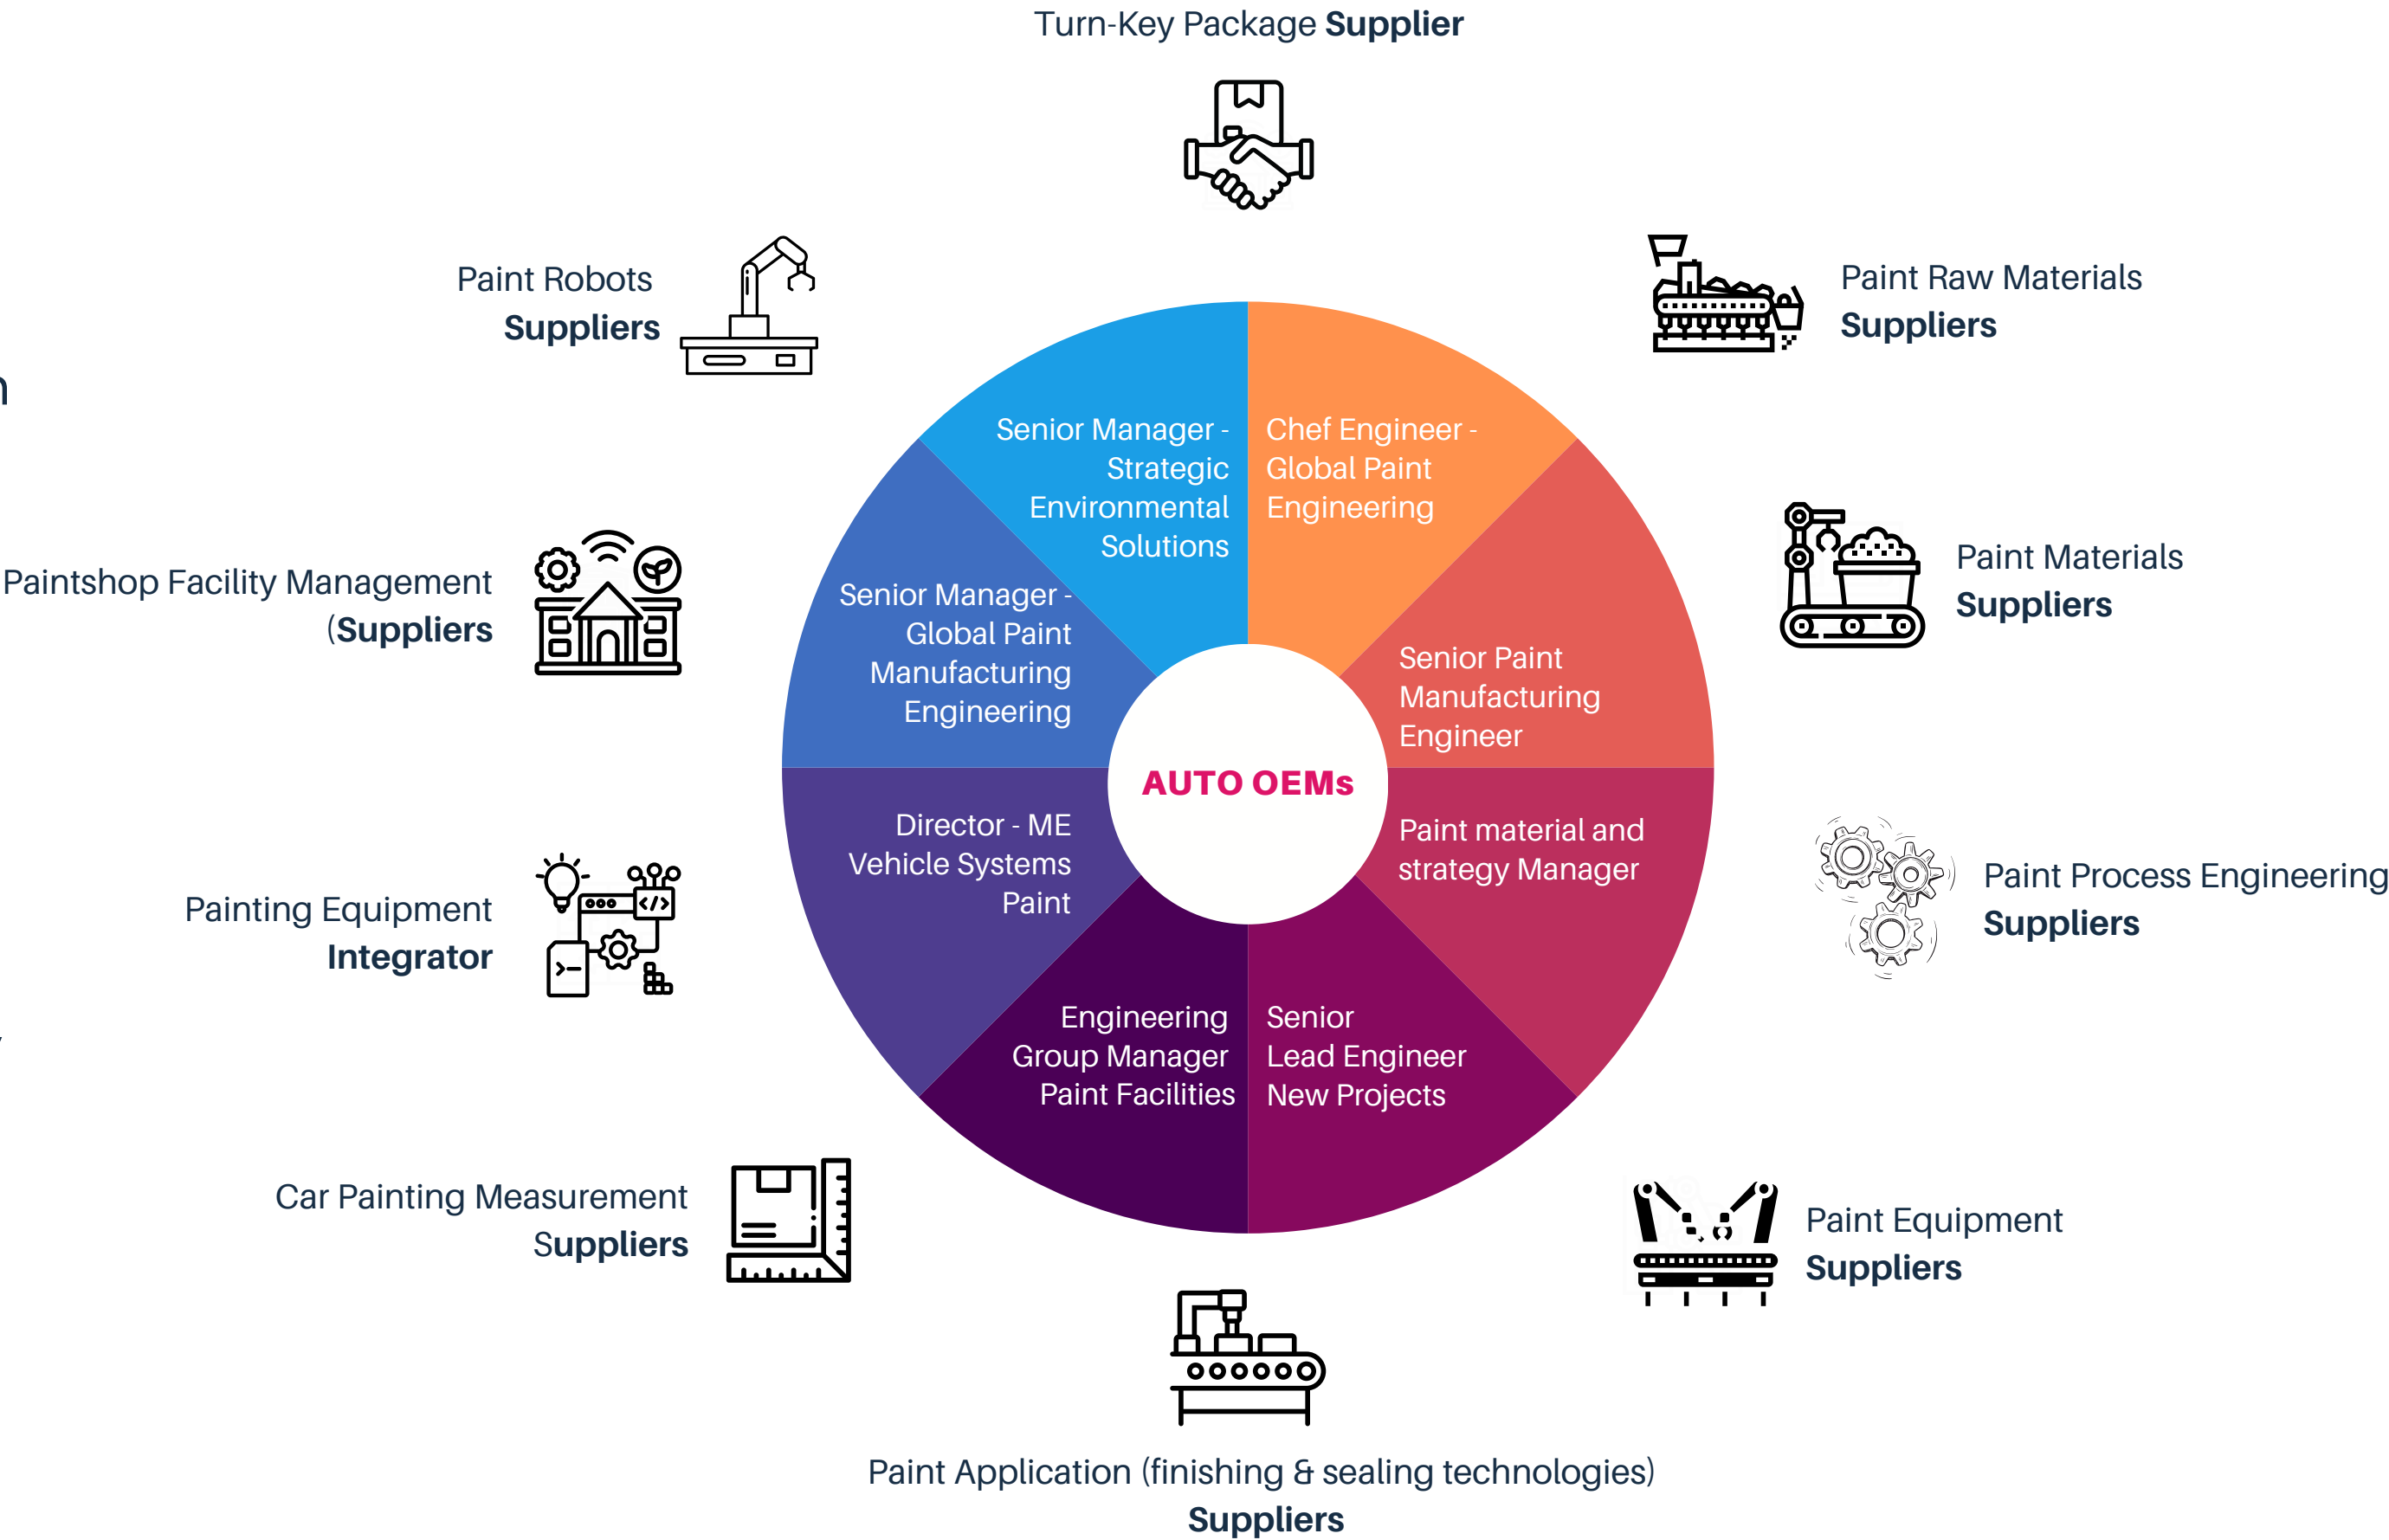 Turn-Key Package Supplier
Paint Robots
Suppliers
Paint Raw Materials
Suppliers
Senior Manager -
Strategic
Environmental
Solutions
Chef Engineer -
Global Paint
Engineering
Paintshop Facility Management
(Suppliers
Senior Manager -
Global Paint
Manufacturing
Engineering
Senior Paint
Manufacturing
Engineer
Paint Materials
Suppliers
AUTO OEMs
Painting Equipment
Integrator
Director - ME
Vehicle Systems
Paint
Paint material and
strategy Manager
Paint Process Engineering
Suppliers
Engineering
Group Manager
Paint Facilities
Senior
Lead Engineer
New Projects
Car Painting Measurement
Suppliers
Paint Equipment
Suppliers
Paint Application (finishing & sealing technologies)
Suppliers